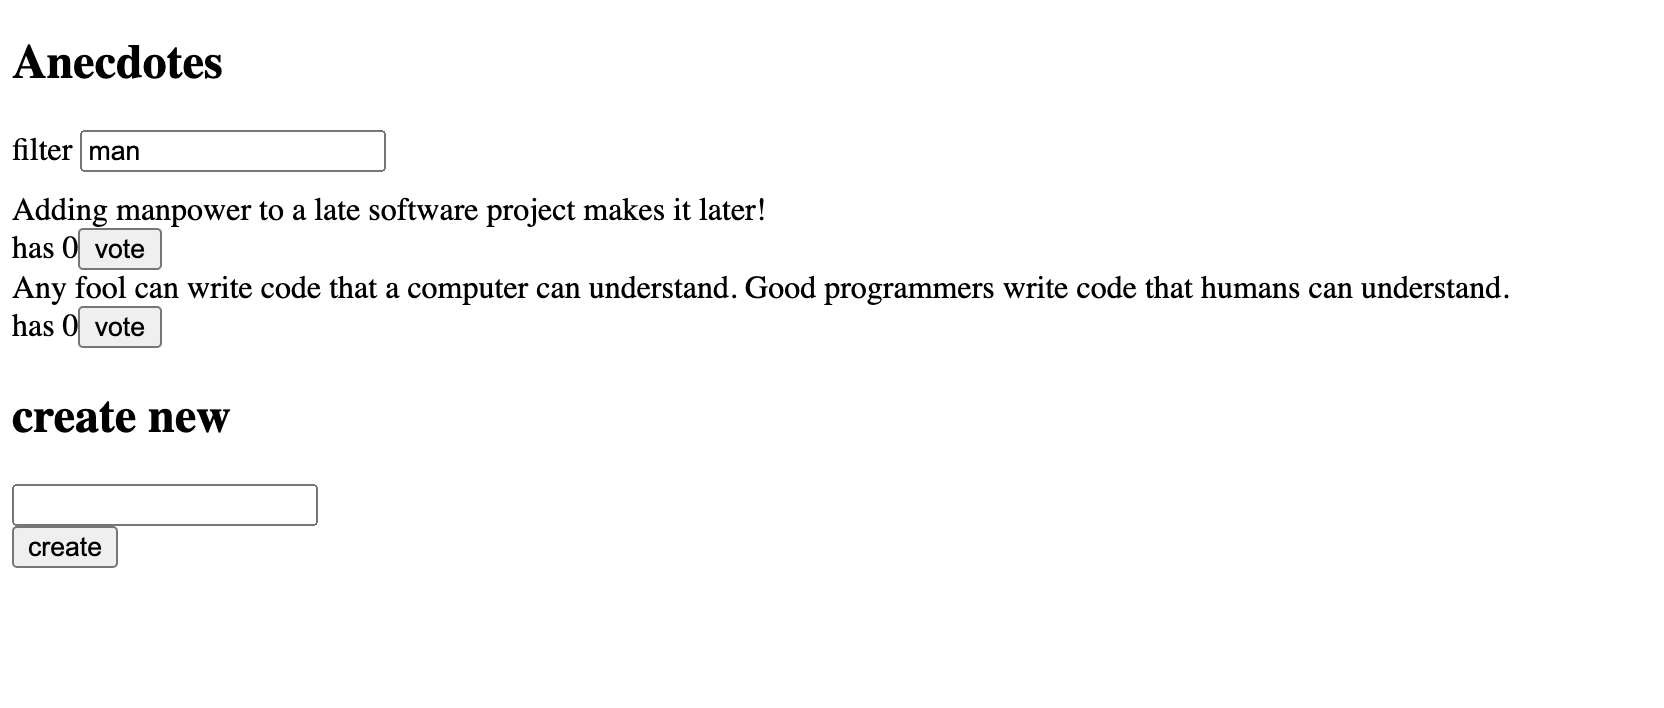 Anecdotes
filter man
Adding manpower to a late software project makes it later!
has 0 vote
Any fool can write code that a computer can understand. Good programmers write code that humans can understand.
has 0 vote
create new
create